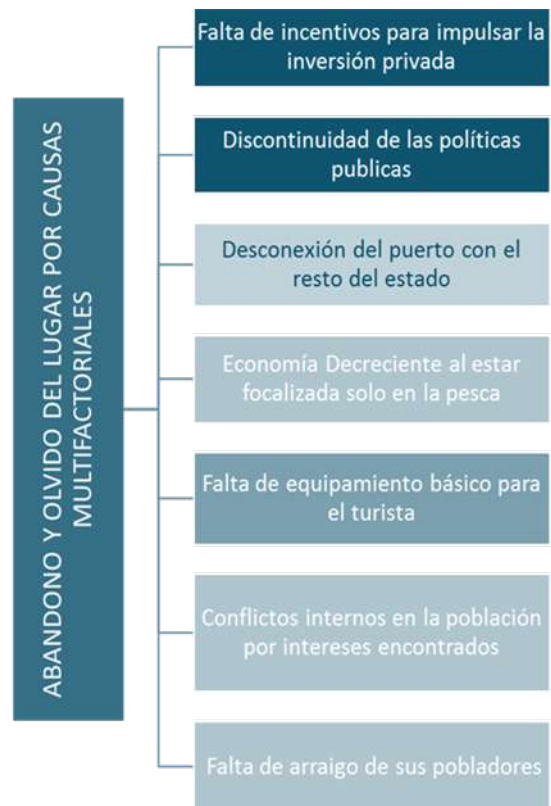 ABANDONO Y OLVIDO DEL LUGAR POR CAUSAS
MULTIFACTORIALES
Falta de incentivos para impulsar la
inversión privada
Discontinuidad de las políticas
publicas
Desconexión del puerto con el
resto del estado
Economía Decreciente al estar
focalizada solo en la pesca
Falta de equipamiento básico para
el turista
Conflictos internos en la población
por intereses encontrados
Falta de arraigo de sus pobladores